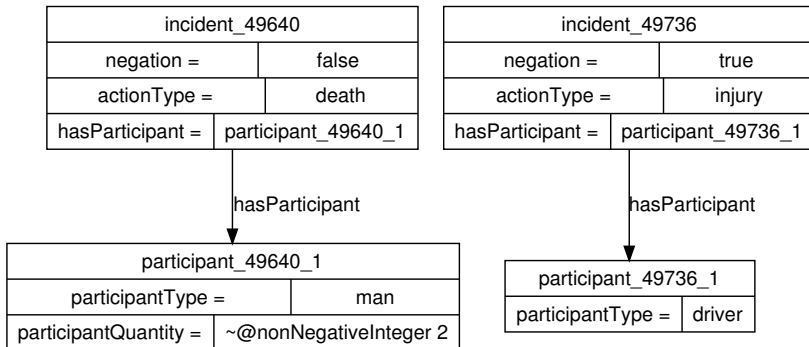 incident_49640
negation = false
actionType = death
hasParticipant = participant_49640_1
incident_49736
negation = true
actionType = injury
hasParticipant = participant_49736_1
hasParticipant
hasParticipant
participant_49640_1
participantType = man
participantQuantity = ~@nonNegativeInteger 2
participant_49736_1
participantType = driver